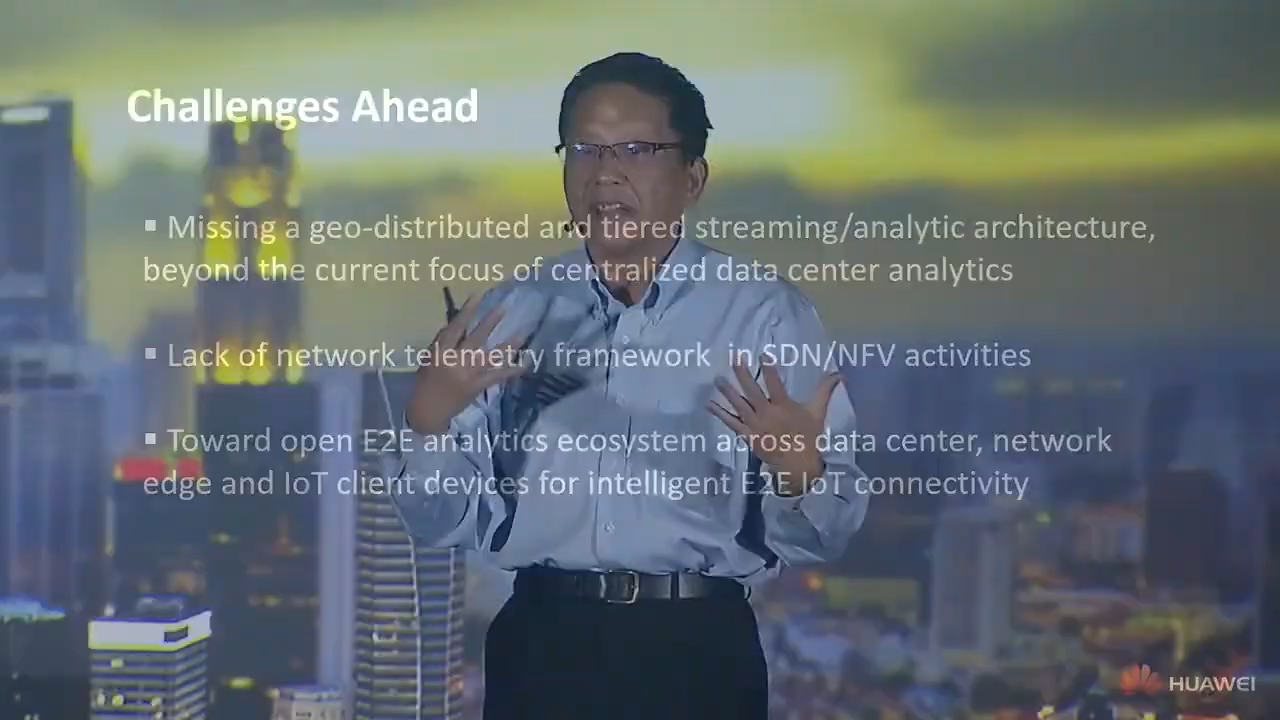 Challenges Ahead
▪ Missing a geo-distributed and tiered streaming/analytic architecture,
beyond the current focus of centralized data center analytics
▪ Lack of network telemetry framework in SDN/NFV activities
▪ Toward open E2E analytics ecosystem across data center, network
edge and IoT client devices for intelligent E2E IoT connectivity
HUAWEI